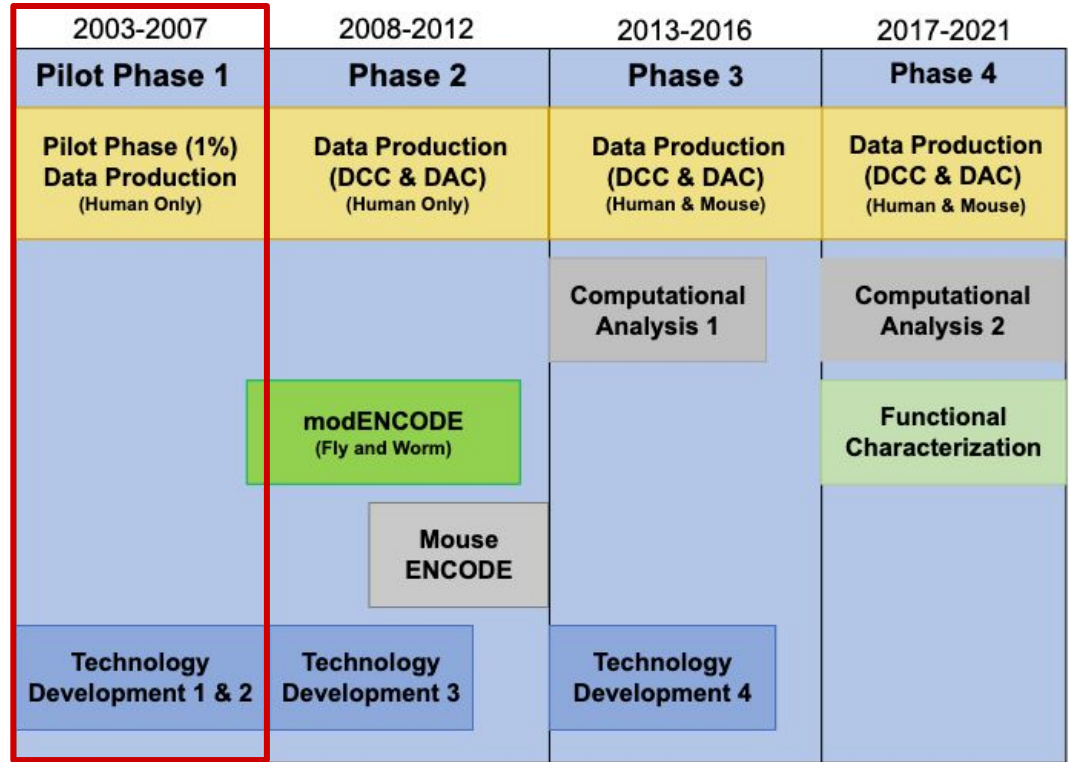 2003-2007 2008-2012 2013-2016 2017-2021
Pilot Phase 1 Phase 2 Phase 3 Phase 4
Pilot Phase (1%)
Data Production
(Human Only)
Data Production
(DCC & DAC)
(Human Only)
Data Production
(DCC & DAC)
(Human & Mouse)
Data Production
(DCC & DAC)
(Human & Mouse)
Computational
Analysis 1
Computational
Analysis 2
modENCODE
(Fly and Worm)
Functional
Characterization
Mouse
ENCODE
Technology
Development 1 & 2
Technology
Development 3
Technology
Development 4